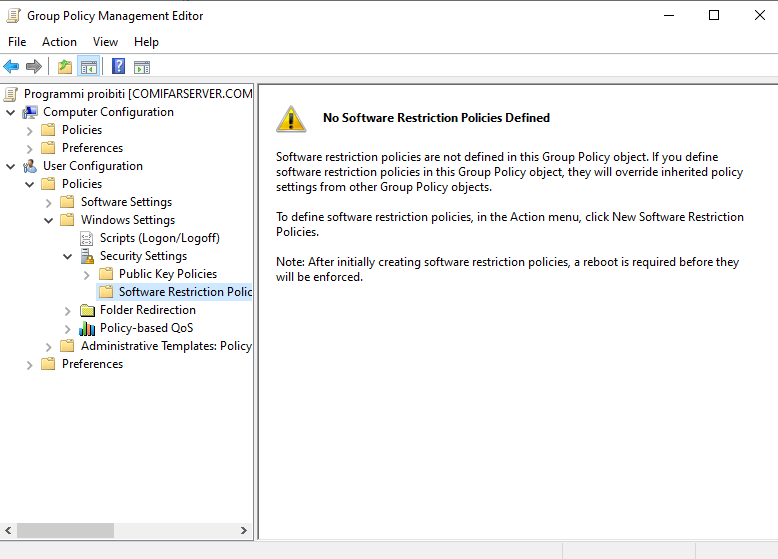 Group Policy Management Editor
File Action View Help
Programmi proibiti [COMIFARSERVER.COM
Computer Configuration
Policies
Preferences
User Configuration
Policies
Software Settings
Windows Settings
Scripts (Logon/Logoff)
Security Settings
Public Key Policies
Software Restriction Polic
Folder Redirection
Policy-based QoS
Administrative Templates: Policy
Preferences
No Software Restriction Policies Defined
Software restriction policies are not defined in this Group Policy object. If you define
software restriction policies in this Group Policy object, they will override inherited policy
settings from other Group Policy objects.
To define software restriction policies, in the Action menu, click New Software Restriction
Policies.
Note: After initially creating software restriction policies, a reboot is required before they
will be enforced.